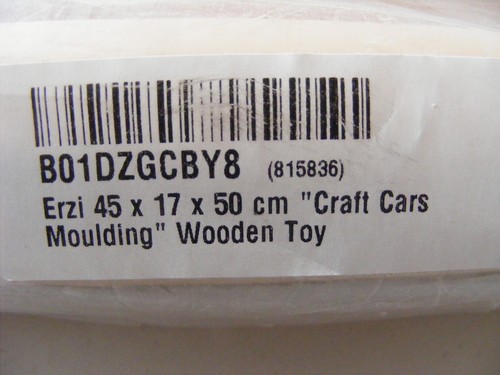 B01DZGCBY8 (815836)
Erzi 45 x 17 x 50 cm "Craft Cars
Moulding" Wooden Toy